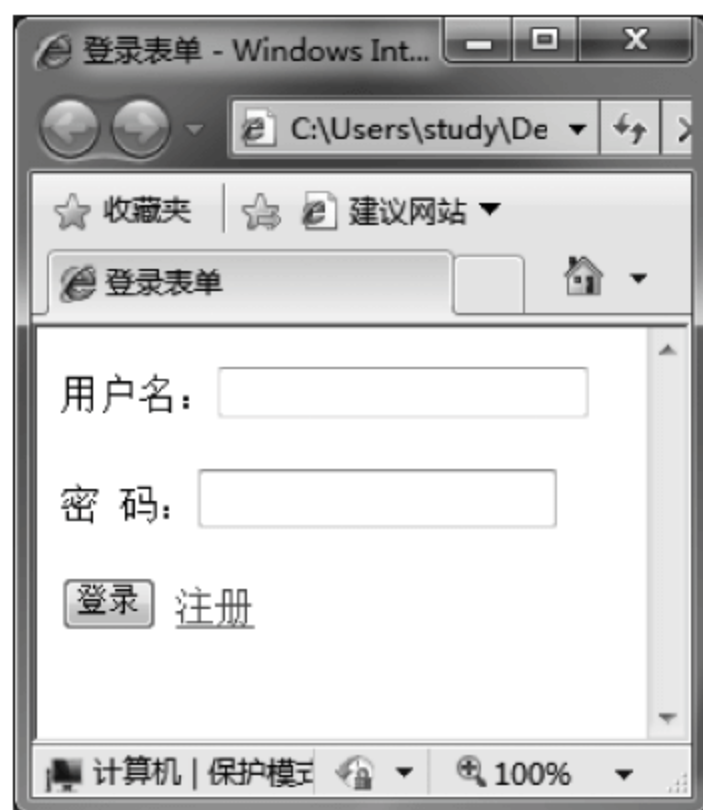 登录表单 - Windows Int...
C:\Users\study\De
收藏夹 建议网站
登录表单
用户名：
密 码：
登录 注册
计算机 | 保护模式 100%